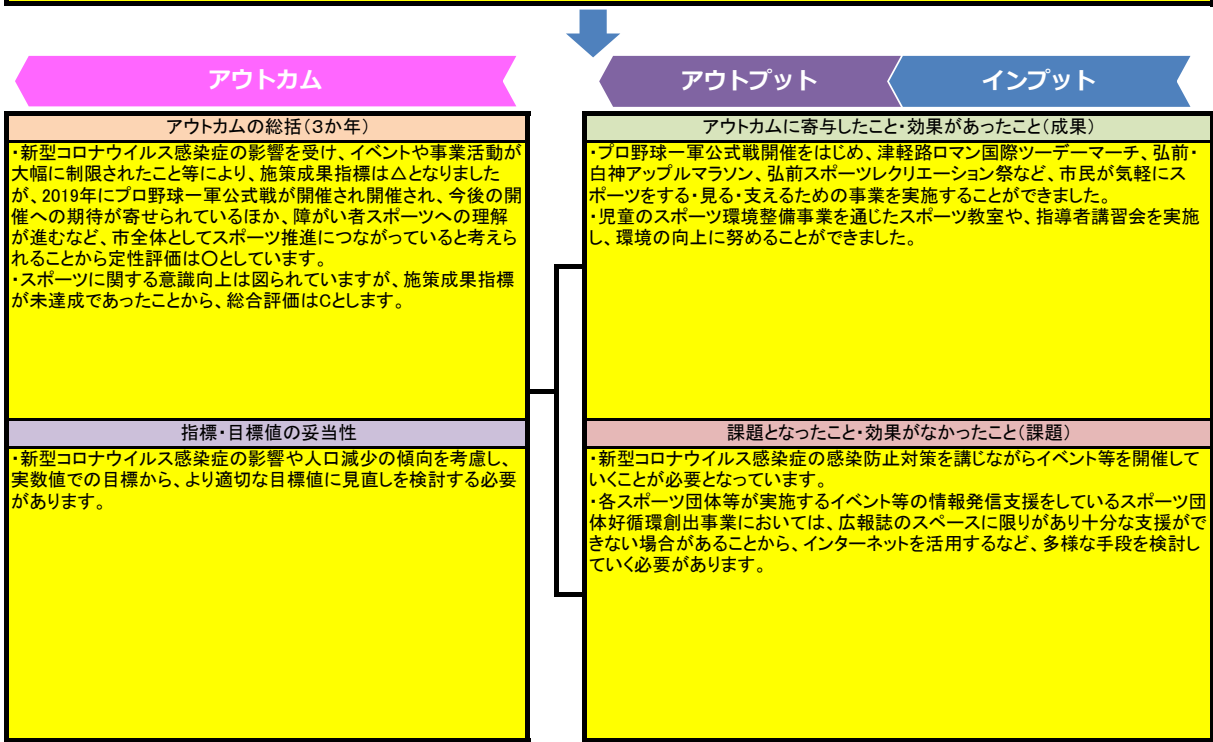 アウトカム
アウトプット
インプット
アウトカムの総括(3か年)
・新型コロナウイルス感染症の影響を受け、イベントや事業活動が
大幅に制限されたこと等により、施策成果指標は△となりました
が、2019年にプロ野球一軍公式戦が開催され開催され、今後の開
催への期待が寄せられているほか、障がい者スポーツへの理解
が進むなど、市全体としてスポーツ推進につながっていると考えら
れることから定性評価は○としています。
・スポーツに関する意識向上は図られていますが、施策成果指標
が未達成であったことから、総合評価はCとします。
指標・目標値の妥当性
・新型コロナウイルス感染症の影響や人口減少の傾向を考慮し、
実数値での目標から、より適切な目標値に見直しを検討する必要
があります。
アウトカムに寄与したこと・効果があったこと(成果)
・プロ野球一軍公式戦開催をはじめ、津軽路ロマン国際ツーデーマーチ、弘前・
白神アップルマラソン、弘前スポーツレクリエーション祭など、市民が気軽にス
ポーツをする・見る・支えるための事業を実施することができました。
・児童のスポーツ環境整備事業を通じたスポーツ教室や、指導者講習会を実施
し、環境の向上に努めることができました。
課題となったこと・効果がなかったこと(課題)
・新型コロナウイルス感染症の感染防止対策を講じながらイベント等を開催して
いくことが必要となっています。
・各スポーツ団体等が実施するイベント等の情報発信支援をしているスポーツ団
体好循環創出事業においては、広報誌のスペースに限りがあり十分な支援がで
きない場合があることから、インターネットを活用するなど、多様な手段を検討し
ていく必要があります。